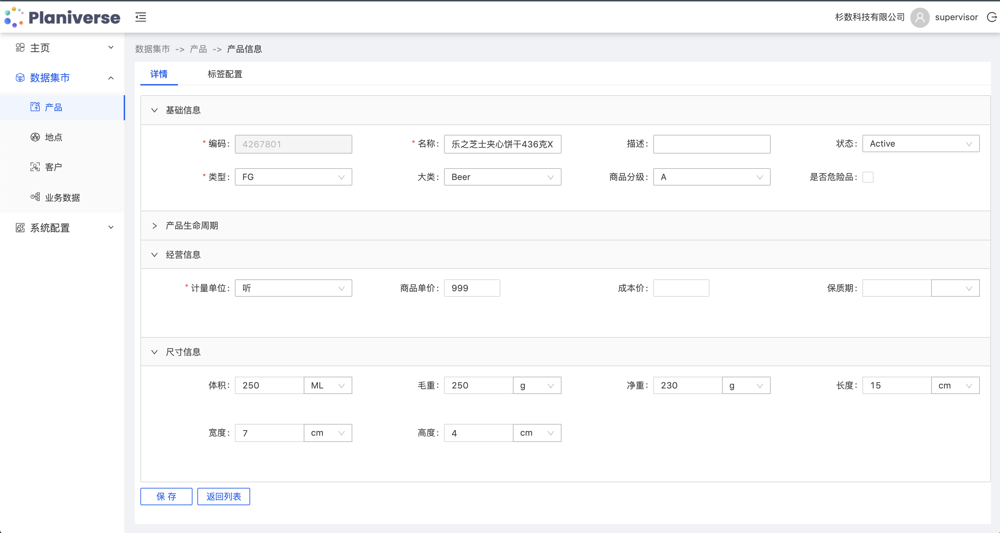 Planiverse
杉数科技有限公司 supervisor
主页
数据集市
产品
地点
客户
业务数据
系统配置
数据集市 -> 产品 -> 产品信息
详情 标签配置
基础信息
* 编码: 4267801 * 名称: 乐之芝士夹心饼干436克X 描述: 状态: Active
* 类型: FG 大类: Beer 商品分级: A 是否危险品:
产品生命周期
经营信息
* 计量单位: 听 商品单价: 999 成本价: 保质期:
尺寸信息
体积: 250 ML 毛重: 250 g 净重: 230 g 长度: 15 cm
宽度: 7 cm 高度: 4 cm
保 存 返回列表